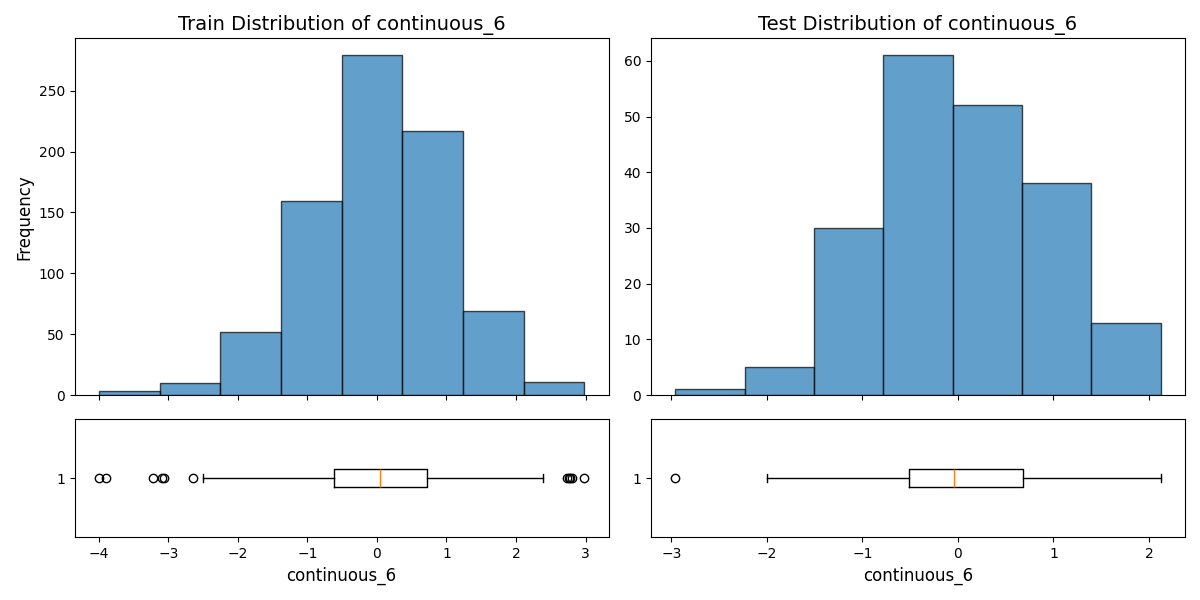 Train Distribution of continuous_6
Test Distribution of continuous_6
Frequency
250
200
150
100
50
0
60
50
40
30
20
10
0
1
1
−4 −3 −2 −1 0 1 2 3
−3 −2 −1 0 1 2
continuous_6
continuous_6